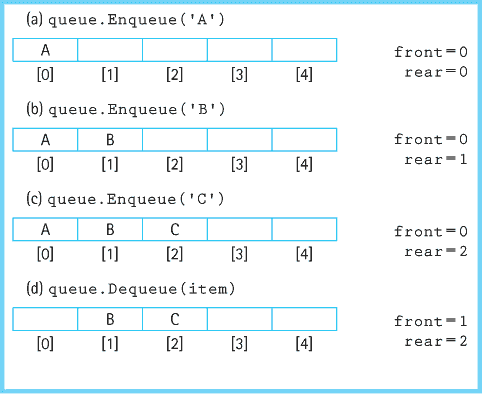 (a) queue.Enqueue('A')
A
front=0
[0] [1] [2] [3] [4]
rear=0
(b) queue.Enqueue('B')
A B
front=0
[0] [1] [2] [3] [4]
rear=1
(c) queue.Enqueue('C')
A B C
front=0
[0] [1] [2] [3] [4]
rear=2
(d) queue.Dequeue(item)
B C
front=1
[0] [1] [2] [3] [4]
rear=2